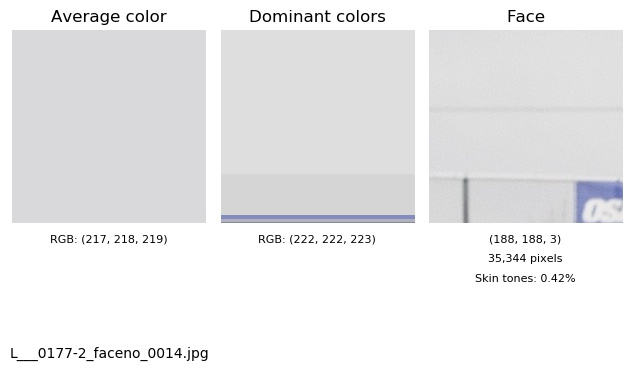 Average color
Dominant colors
Face
RGB: (217, 218, 219)
RGB: (222, 222, 223)
(188, 188, 3)
35,344 pixels
Skin tones: 0.42%
L___0177-2_faceno_0014.jpg